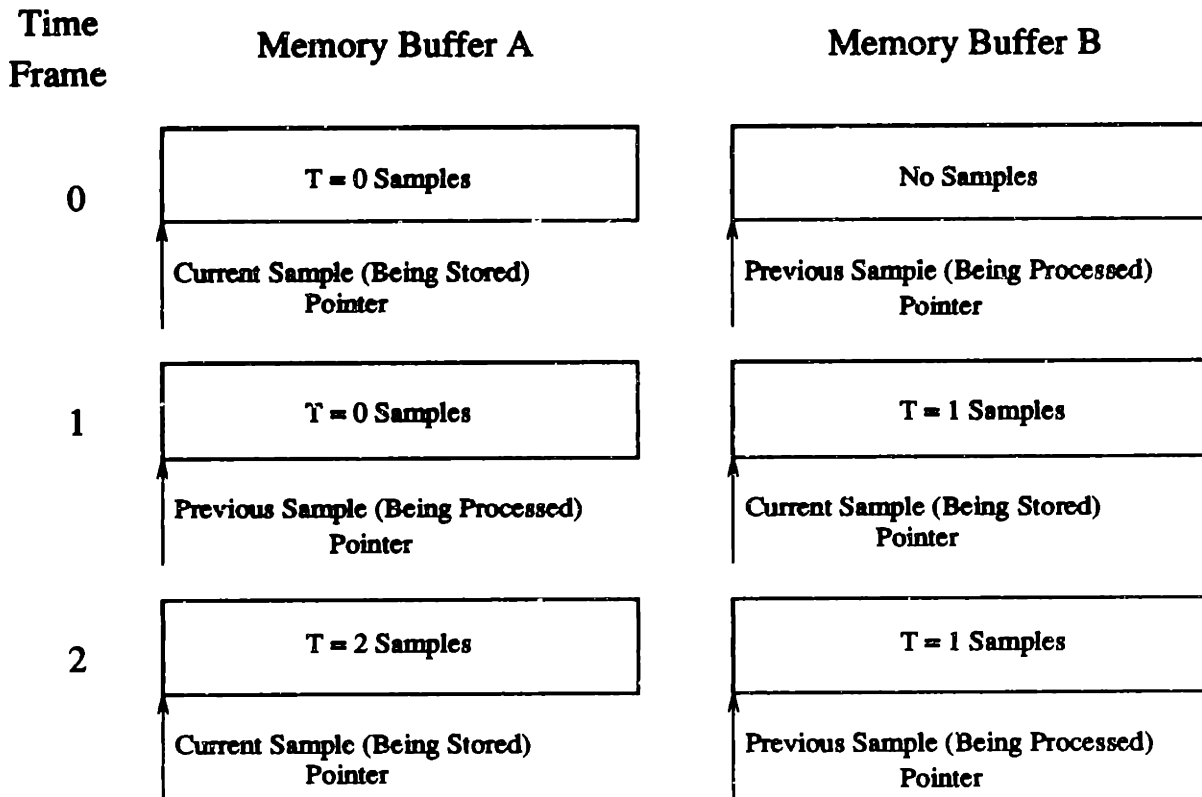 Time
Frame
Memory Buffer A
Memory Buffer B
0
T = 0 Samples
No Samples
Current Sample (Being Stored)
Pointer
Previous Sampie (Being Processed)
Pointer
1
T = 0 Samples
T = 1 Samples
Previous Sample (Being Processed)
Pointer
Current Sample (Being Stored)
Pointer
2
T = 2 Samples
T = 1 Samples
Current Sample (Being Stored)
Pointer
Previous Sample (Being Processed)
Pointer